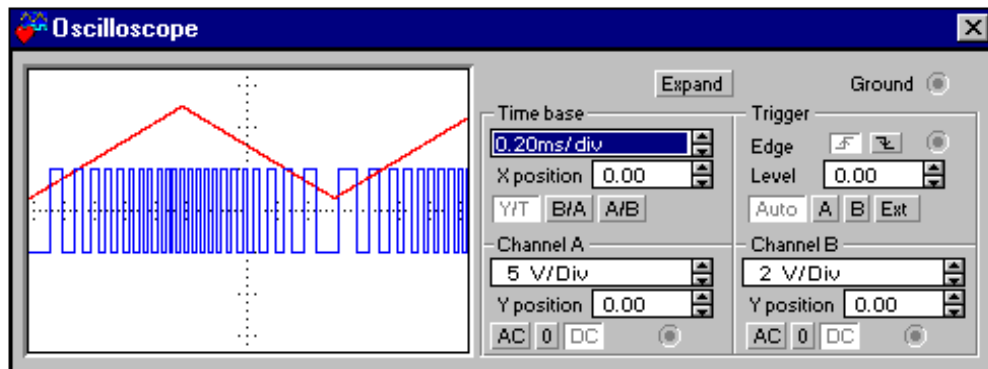 Oscilloscope
Expand
Ground
Time base
0.20ms/div
X position 0.00
Y/T B/A A/B
Trigger
Edge
Level 0.00
Auto A B Ext
Channel A
5 V/Div
Y position 0.00
AC 0 DC
Channel B
2 V/Div
Y position 0.00
AC 0 DC